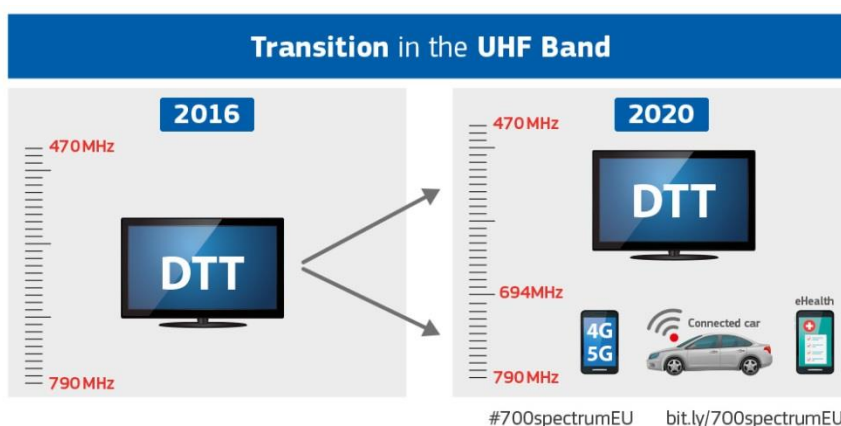 Transition in the UHF Band
2016
470MHz
DTT
790MHz
2020
470MHz
DTT
694MHz
4G
5G
Connected car
eHealth
790MHz
#700spectrumEU bit.ly/700spectrumEU